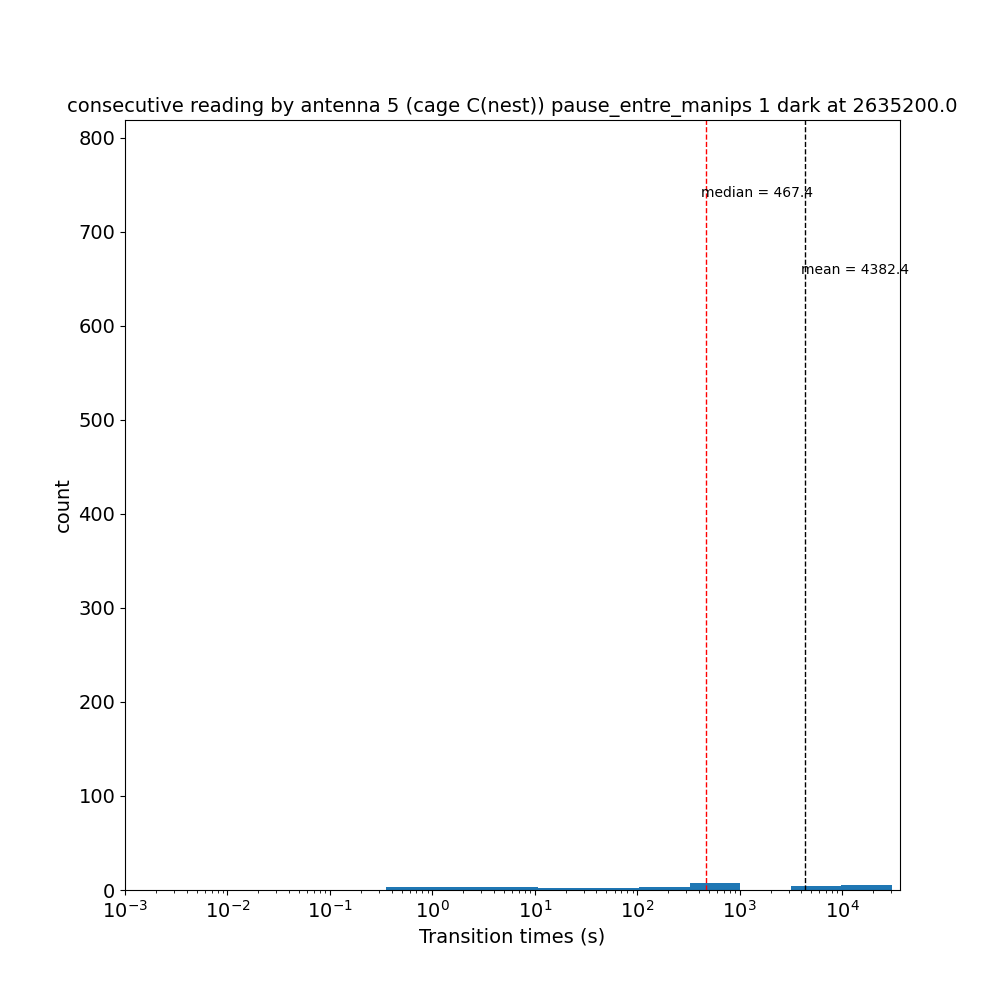 consecutive reading by antenna 5 (cage C(nest)) pause_entre_manips 1 dark at 2635200.0
800
median = 467.4
700
mean = 4382.4
600
500
count
400
300
200
100
0
10⁻³ 10⁻² 10⁻¹ 10⁰ 10¹ 10² 10³ 10⁴
Transition times (s)